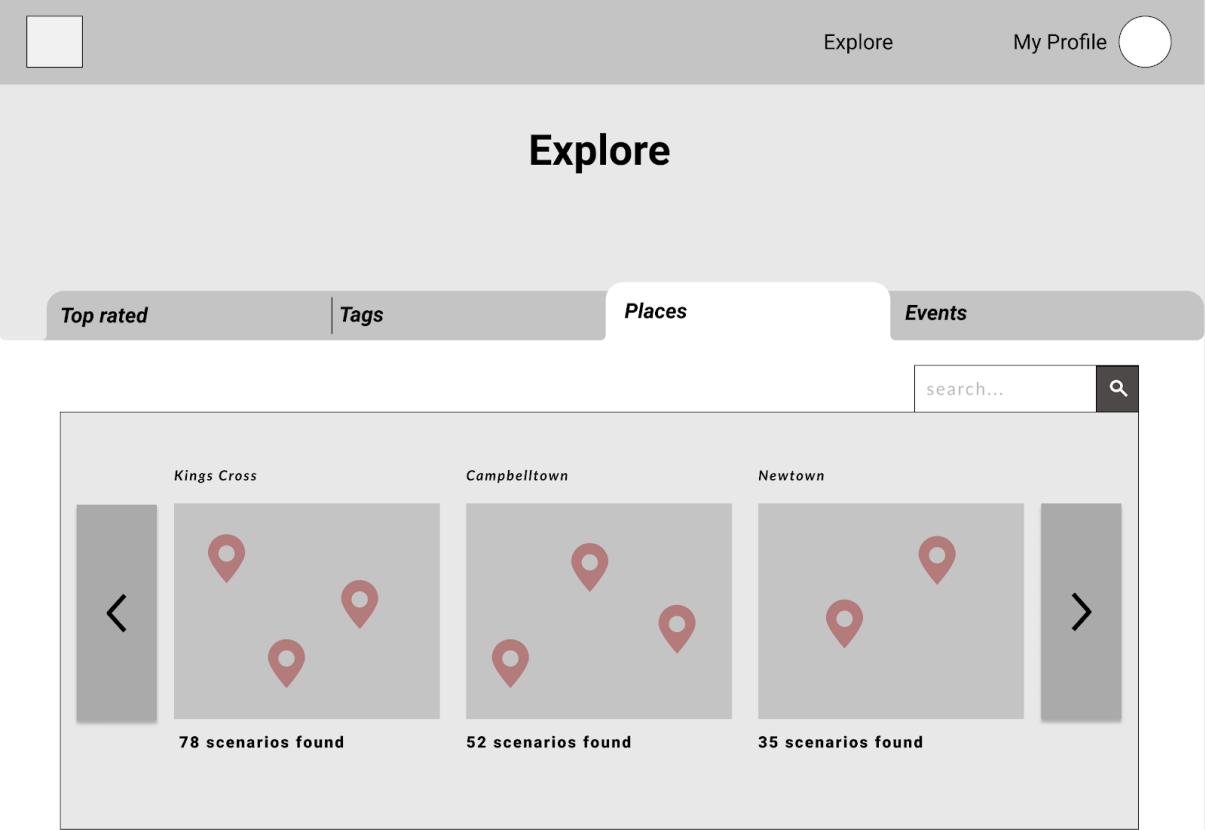 Explore
My Profile
Explore
Top rated
Tags
Places
Events
search...
Kings Cross
Campbelltown
Newtown
78 scenarios found
52 scenarios found
35 scenarios found